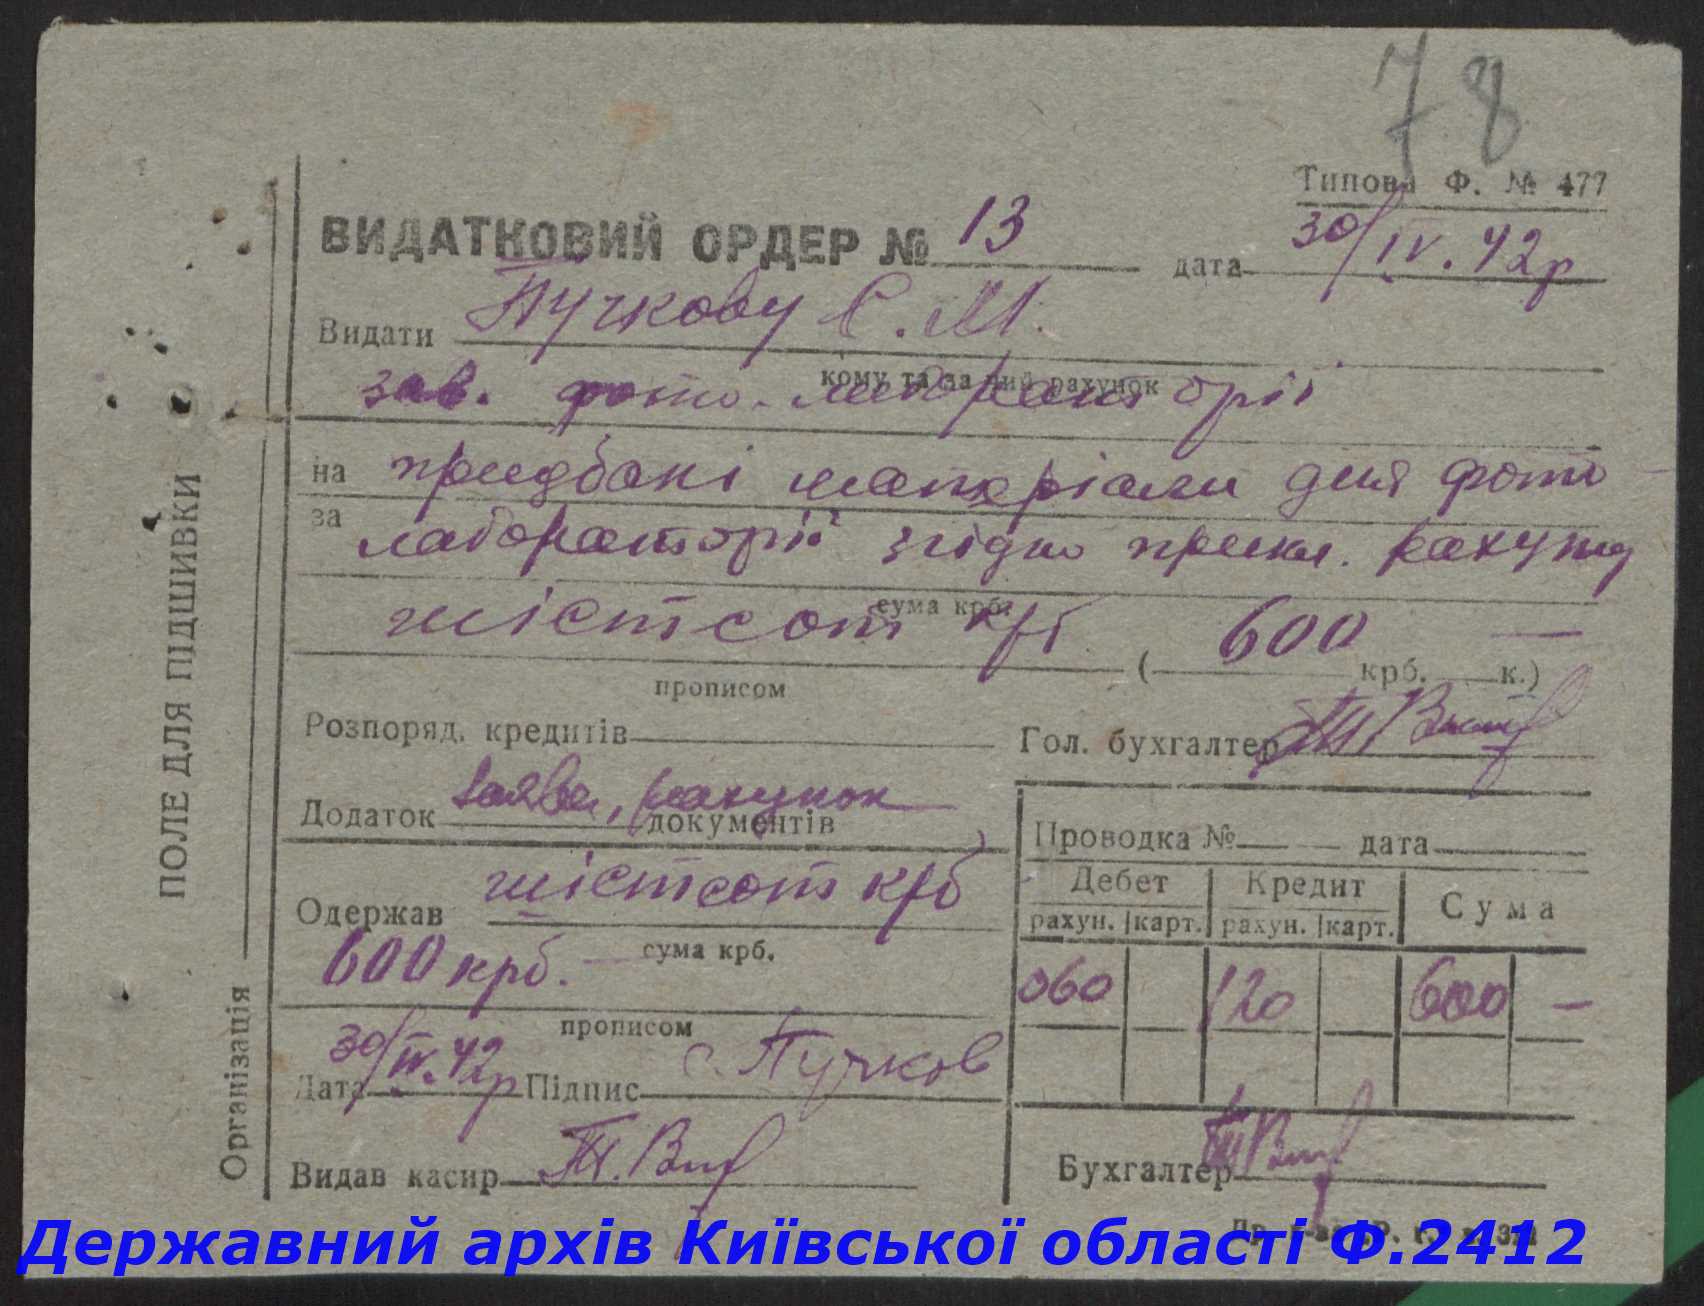 78
Типова Ф. № 477
ВИДАТКОВИЙ ОРДЕР № 13 дата 30/IV.42р
Видати Пучкову С. М.
кому та за чий рахунок
зав. фото-лабораторії
на придбані матеріали для фото
за лабораторії згідно прикл. рахунку
сума крб.
шістсот крб (600 крб. — к.)
прописом
Розпоряд. кредитів
Гол. бухгалтер
Додаток заява, рахунок документів
Проводка № дата
Дебет Кредит Сума
рахун. карт. рахун. карт.
060 120 600 —
Одержав шістсот крб
сума крб.
600 крб. —
прописом
Дата 30/IV.42р Підпис С. Пучков
Видав касир
Бухгалтер
ПОЛЕ ДЛЯ ПІДШИВКИ
Організація
Державний архів Київської області Ф.2412